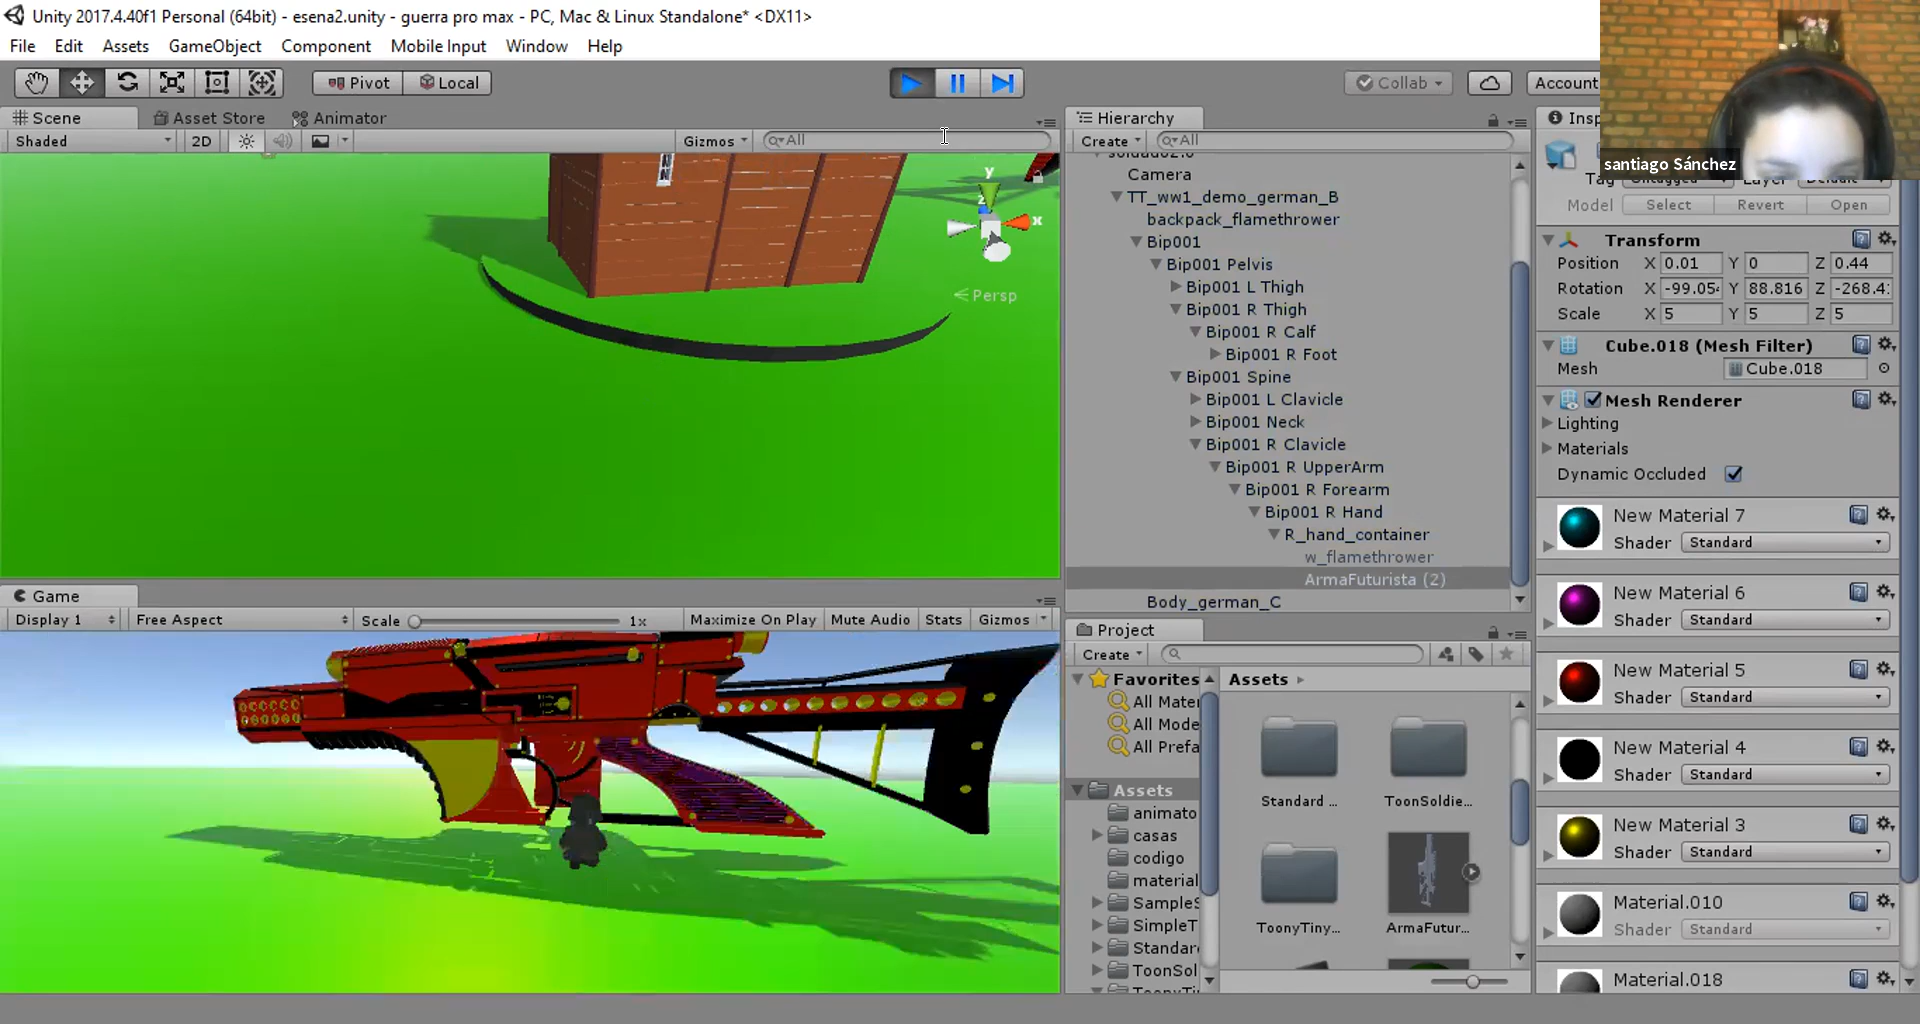 Unity 2017.4.40f1 Personal (64bit) - esena2.unity - guerra pro max - PC, Mac & Linux Standalone* <DX11>
File Edit Assets GameObject Component Mobile Input Window Help
Pivot Local Collab Account
Scene Asset Store Animator
Shaded 2D Gizmos All
y
z
x
Persp
Game
Display 1 Free Aspect Scale 1x Maximize On Play Mute Audio Stats Gizmos
Hierarchy
Create All
Camera
TT_ww1_demo_german_B
backpack_flamethrower
Bip001
Bip001 Pelvis
Bip001 L Thigh
Bip001 R Thigh
Bip001 R Calf
Bip001 R Foot
Bip001 Spine
Bip001 L Clavicle
Bip001 Neck
Bip001 R Clavicle
Bip001 R UpperArm
Bip001 R Forearm
Bip001 R Hand
R_hand_container
w_flamethrower
ArmaFuturista (2)
Body_german_C
Project
Create
Favorites
All Mater
All Mode
All Prefa
Assets
animato
casas
codigo
material
SampleS
SimpleT
Standar
ToonSol
Assets
Standard ...
ToonSoldie...
ToonyTiny...
ArmaFutur...
Insp
santiago Sánchez
Tag Untagged Layer Default
Model Select Revert Open
Transform
Position X 0.01 Y 0 Z 0.44
Rotation X -99.054 Y 88.816 Z -268.4
Scale X 5 Y 5 Z 5
Cube.018 (Mesh Filter)
Mesh Cube.018
Mesh Renderer
Lighting
Materials
Dynamic Occluded
New Material 7
Shader Standard
New Material 6
Shader Standard
New Material 5
Shader Standard
New Material 4
Shader Standard
New Material 3
Shader Standard
Material.010
Shader Standard
Material.018